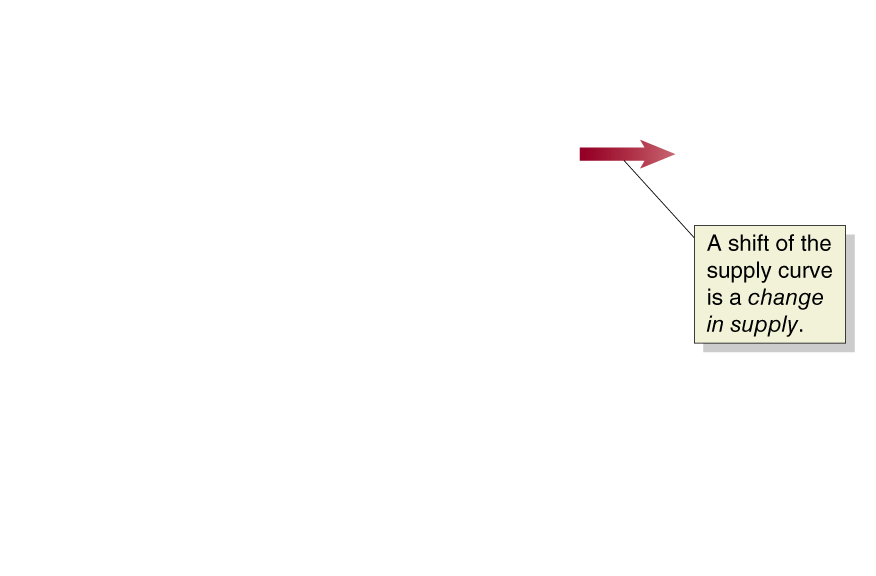 A shift of the
supply curve
is a change
in supply.